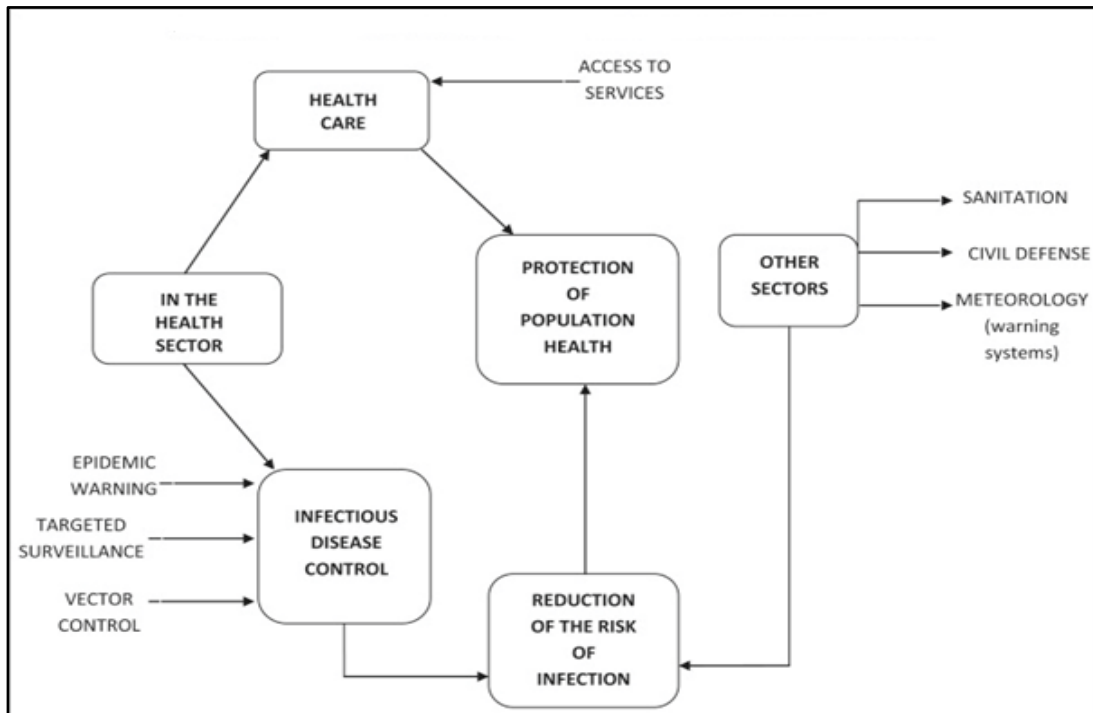 ACCESS TO
SERVICES
HEALTH
CARE
SANITATION
CIVIL DEFENSE
METEOROLOGY
(warning
systems)
OTHER
SECTORS
PROTECTION
OF
POPULATION
HEALTH
IN THE
HEALTH
SECTOR
EPIDEMIC
WARNING
TARGETED
SURVEILLANCE
VECTOR
CONTROL
INFECTIOUS
DISEASE
CONTROL
REDUCTION
OF THE RISK
OF
INFECTION